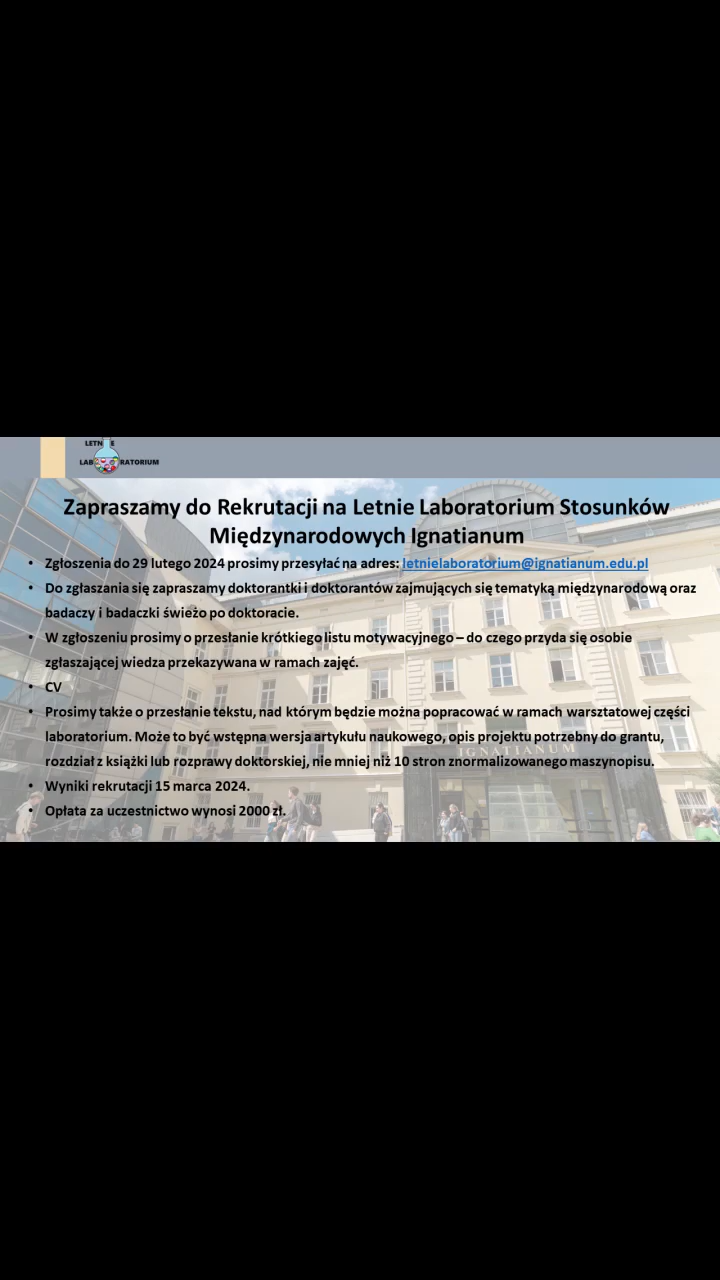 LETNIE
LABORATORIUM
Zapraszamy do Rekrutacji na Letnie Laboratorium Stosunków
Międzynarodowych Ignatianum
• Zgłoszenia do 29 lutego 2024 prosimy przesyłać na adres: letnielaboratorium@ignatianum.edu.pl
• Do zgłaszania się zapraszamy doktorantki i doktorantów zajmujących się tematyką międzynarodową oraz
badaczy i badaczki świeżo po doktoracie.
• W zgłoszeniu prosimy o przesłanie krótkiego listu motywacyjnego – do czego przyda się osobie
zgłaszającej wiedza przekazywana w ramach zajęć.
• CV
• Prosimy także o przesłanie tekstu, nad którym będzie można popracować w ramach warsztatowej części
laboratorium. Może to być wstępna wersja artykułu naukowego, opis projektu potrzebny do grantu,
IGNATIANUM
rozdział z książki lub rozprawy doktorskiej, nie mniej niż 10 stron znormalizowanego maszynopisu.
• Wyniki rekrutacji 15 marca 2024.
• Opłata za uczestnictwo wynosi 2000 zł.